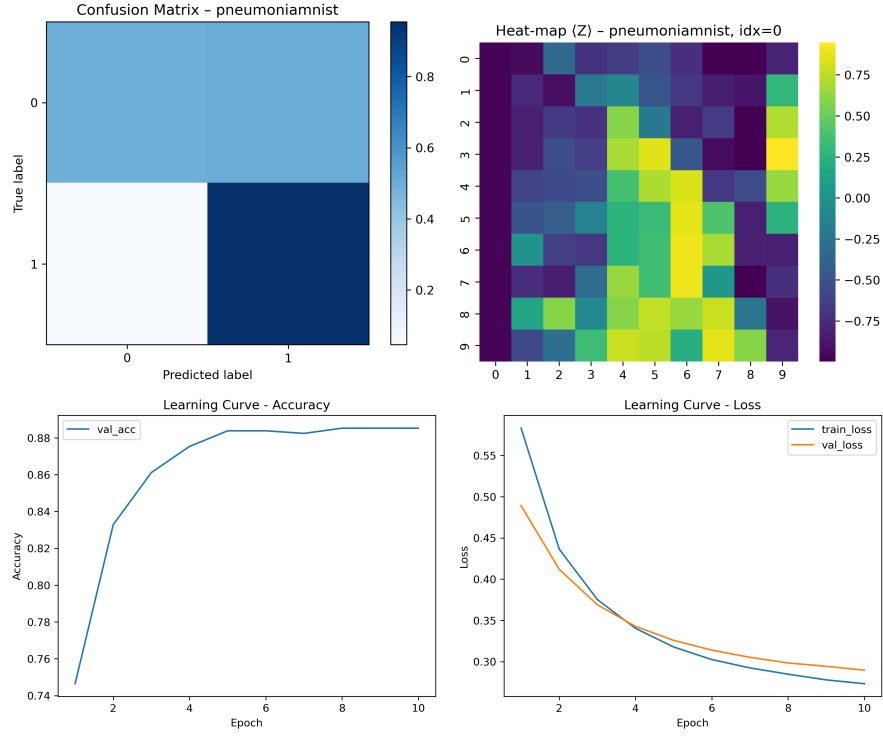 Confusion Matrix – pneumoniamnist
0
1
True label
0
1
Predicted label
0.8
0.6
0.4
0.2
Heat-map ⟨Z⟩ – pneumoniamnist, idx=0
0
1
2
3
4
5
6
7
8
9
0 1 2 3 4 5 6 7 8 9
0.75
0.50
0.25
0.00
−0.25
−0.50
−0.75
Learning Curve - Accuracy
val_acc
0.88
0.86
0.84
0.82
0.80
0.78
0.76
0.74
Accuracy
2 4 6 8 10
Epoch
Learning Curve - Loss
train_loss
val_loss
0.55
0.50
0.45
0.40
0.35
0.30
Loss
2 4 6 8 10
Epoch